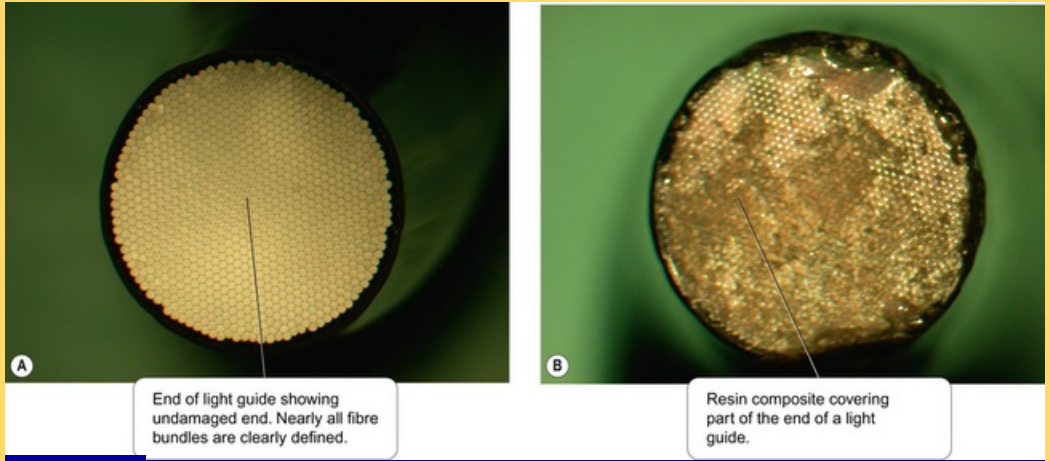 A
B
End of light guide showing
undamaged end. Nearly all fibre
bundles are clearly defined.
Resin composite covering
part of the end of a light
guide.